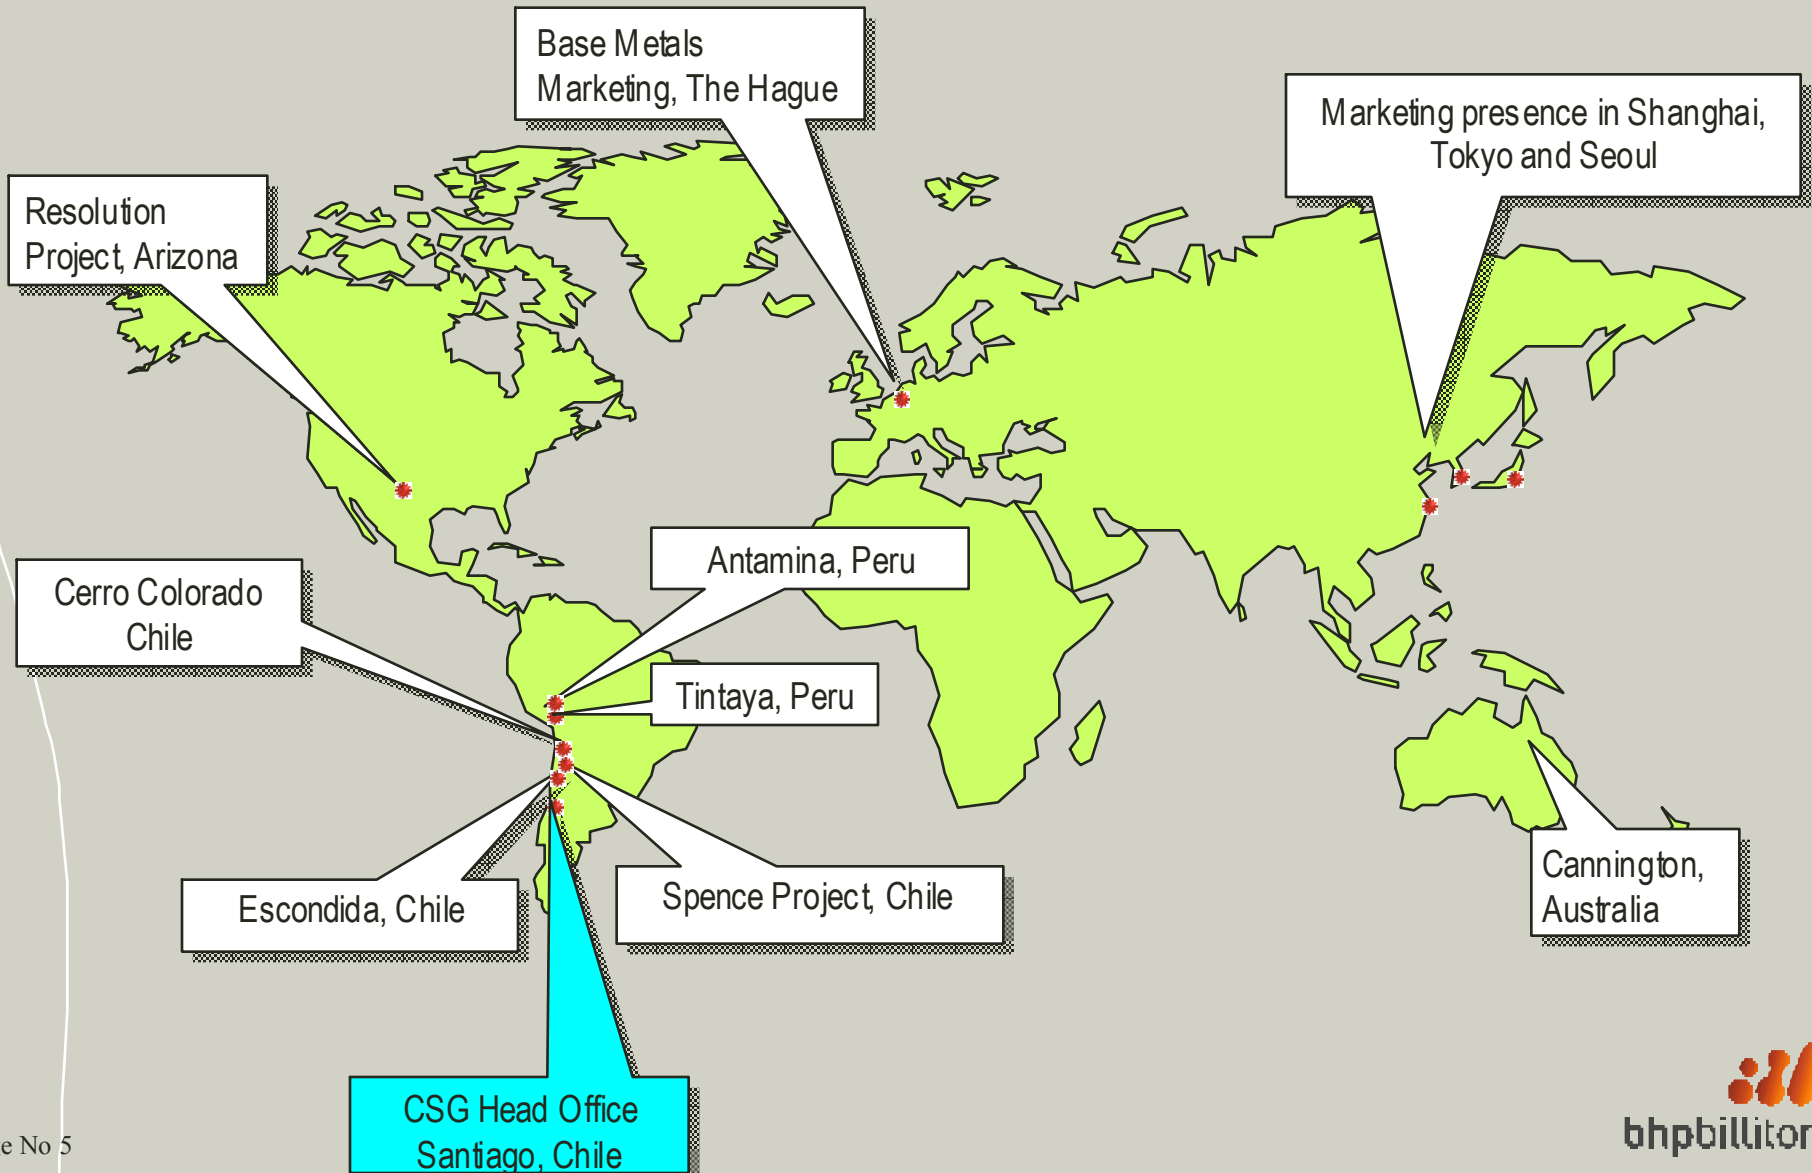 Base Metals
Marketing, The Hague
Marketing presence in Shanghai,
Tokyo and Seoul
Resolution
Project, Arizona
Antamina, Peru
Cerro Colorado
Chile
Tintaya, Peru
Escondida, Chile
Spence Project, Chile
Cannington,
Australia
CSG Head Office
Santiago, Chile
e No 5
bhpbilliton